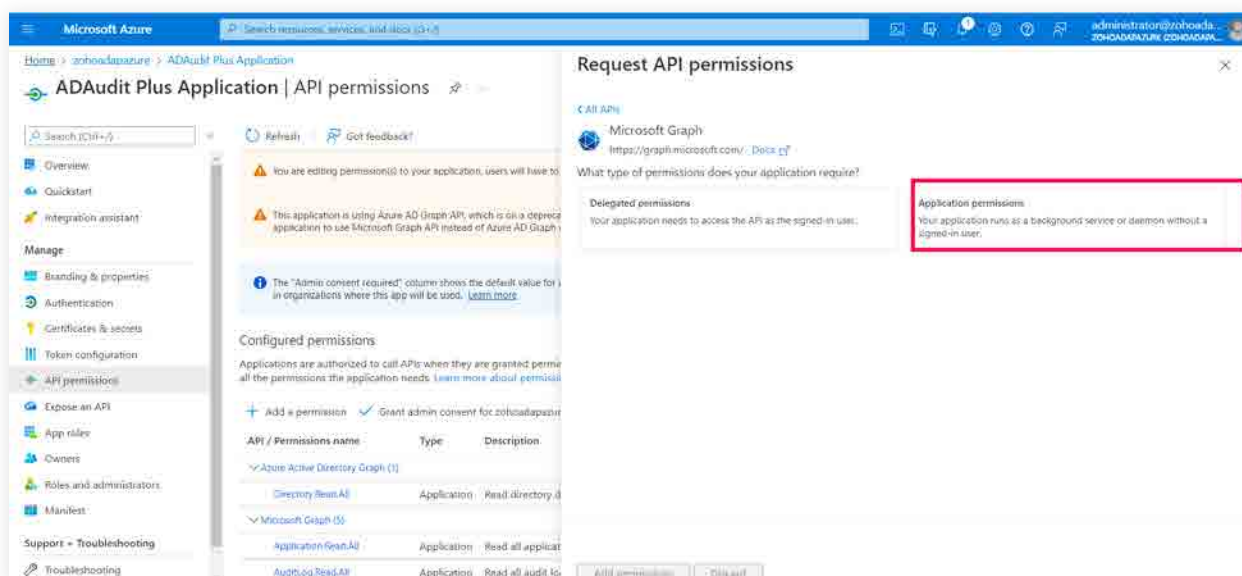 Microsoft Azure
Search resources, services, and docs (G+/)
administrator@zohoada...
ZOHOADAPAZURE (ZOHOADAPA...
Home > zohoadapazure > ADAudit Plus Application
ADAudit Plus Application | API permissions
Search (Ctrl+/)
Overview
Quickstart
Integration assistant
Manage
Branding & properties
Authentication
Certificates & secrets
Token configuration
API permissions
Expose an API
App roles
Owners
Roles and administrators
Manifest
Support + Troubleshooting
Troubleshooting
Refresh
Got feedback?
You are editing permission(s) to your application, users will have to
This application is using Azure AD Graph API, which is on a depreca
application to use Microsoft Graph API instead of Azure AD Graph
The "Admin consent required" column shows the default value for
in organizations where this app will be used. Learn more
Configured permissions
Applications are authorized to call APIs when they are granted perme
all the permissions the application needs. Learn more about permissi
Add a permission
Grant admin consent for zohoadapazur
API / Permissions name Type Description
Azure Active Directory Graph (1)
Directory.Read.All Application Read directory d
Microsoft Graph (5)
Application.Read.All Application Read all applicat
AuditLog.Read.All Application Read all audit lo
Request API permissions
All APIs
Microsoft Graph
https://graph.microsoft.com/ Docs
What type of permissions does your application require?
Delegated permissions
Your application needs to access the API as the signed-in user.
Application permissions
Your application runs as a background service or daemon without a
signed-in user.
Add permissions
Discard